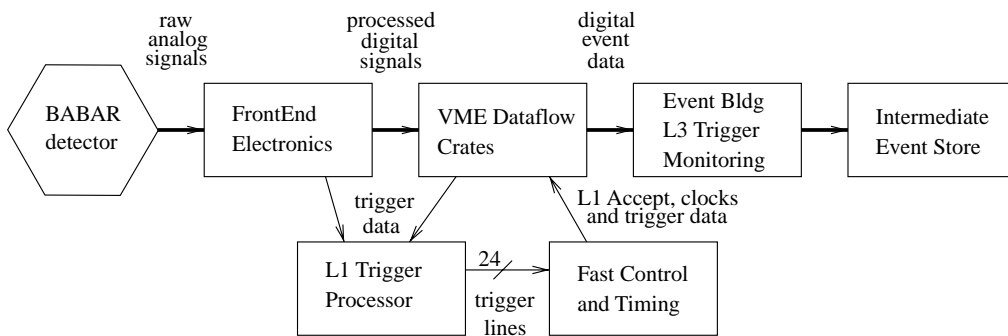 raw
analog
signals
processed
digital
signals
digital
event
data
BABAR
detector
FrontEnd
Electronics
VME Dataflow
Crates
Event Bldg
L3 Trigger
Monitoring
Intermediate
Event Store
trigger
data
L1 Accept, clocks
and trigger data
L1 Trigger
Processor
24
trigger
lines
Fast Control
and Timing